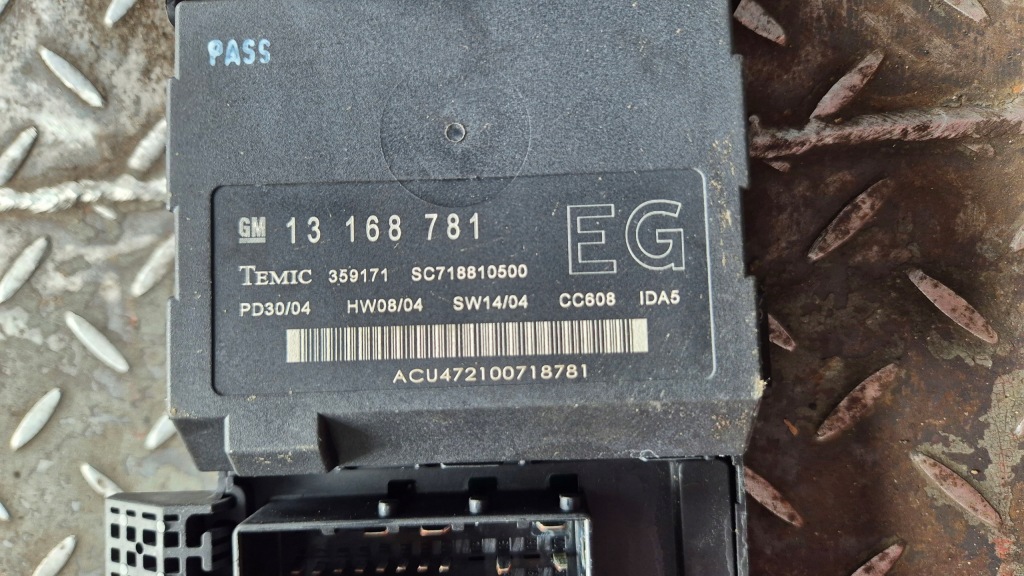 PASS
GM 13 168 781 EG
TEMIC 359171 SC718810500
PD30/04 HW08/04 SW14/04 CC608 IDA5
ACU472100718781